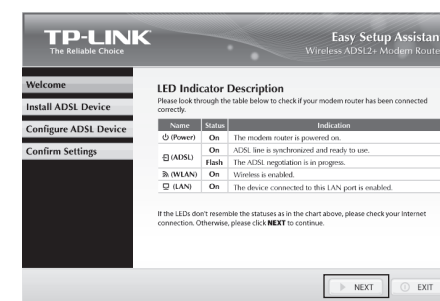 TP-LINK
The Reliable Choice
Easy Setup Assistan
Wireless ADSL2+ Modem Route
Welcome
Install ADSL Device
Configure ADSL Device
Confirm Settings
LED Indicator Description
Please look through the table below to check if your modem router has been connected
correctly.
Name Status Indication
(Power) On The modem router is powered on.
(ADSL) On ADSL line is synchronized and ready to use.
Flash The ADSL negotiation is in progress.
(WLAN) On Wireless is enabled.
(LAN) On The device connected to this LAN port is enabled.
If the LEDs don't resemble the statuses as in the chart above, please check your Internet
connection. Otherwise, please click NEXT to continue.
NEXT EXIT